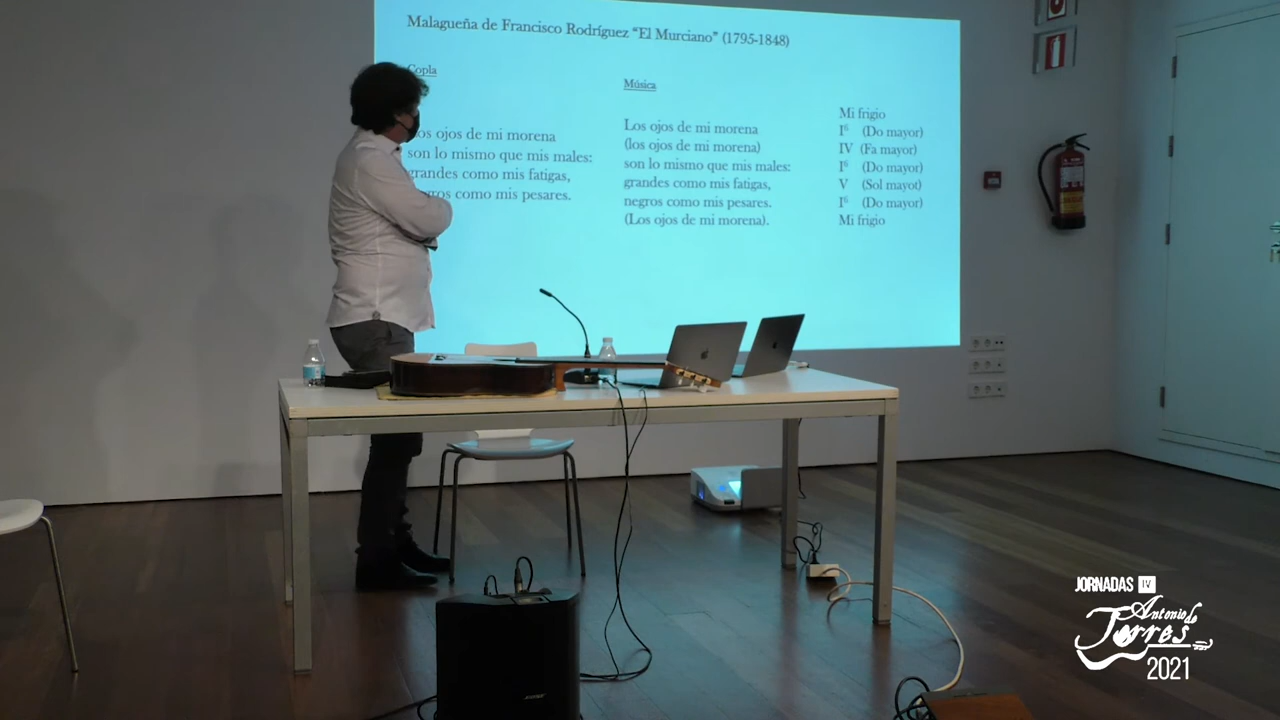 Malagueña de Francisco Rodríguez “El Murciano” (1795-1848)
Copla
os ojos de mi morena
son lo mismo que mis males:
grandes como mis fatigas,
negros como mis pesares.
Música
Los ojos de mi morena
(los ojos de mi morena)
son lo mismo que mis males:
grandes como mis fatigas,
negros como mis pesares.
(Los ojos de mi morena).
Mi frigio
I⁶ (Do mayor)
IV (Fa mayor)
I⁶ (Do mayor)
V (Sol mayot)
I⁶ (Do mayor)
Mi frigio
JORNADAS IV
Antonio de
Torres
2021